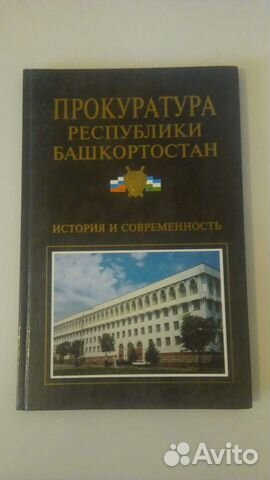 ПРОКУРАТУРА
РЕСПУБЛИКИ
БАШКОРТОСТАН
ИСТОРИЯ И СОВРЕМЕННОСТЬ
Avito